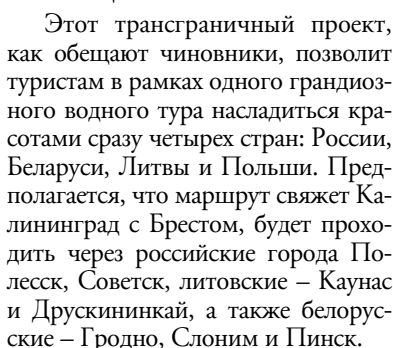 Этот трансграничный проект,
как обещают чиновники, позволит
туристам в рамках одного грандиоз-
ного водного тура насладиться кра-
сотами сразу четырех стран: России,
Беларуси, Литвы и Польши. Пред-
полагается, что маршрут свяжет Ка-
лининград с Брестом, будет прохо-
дить через российские города По-
лесск, Советск, литовские – Каунас
и Друскининкай, а также белорус-
ские – Гродно, Слоним и Пинск.